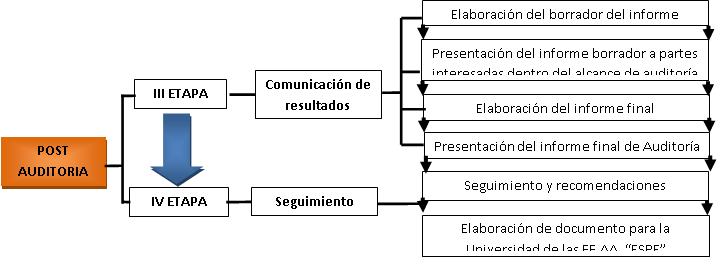 POST
AUDITORIA
III ETAPA
Comunicación de
resultados
Elaboración del borrador del informe
Presentación del informe borrador a partes
interesadas dentro del alcance de auditoría
Elaboración del informe final
Presentación del informe final de Auditoría
IV ETAPA
Seguimiento
Seguimiento y recomendaciones
Elaboración de documento para la
Universidad de las FF.AA. “ESPE”